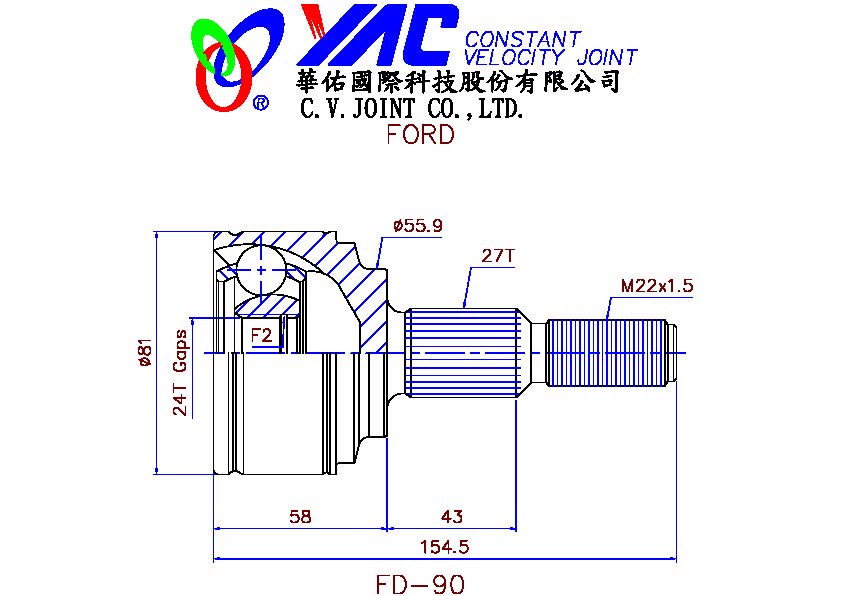 YAC CONSTANT
VELOCITY JOINT
®
華佑國際科技股份有限公司
C.V.JOINT CO.,LTD.
FORD
ø55.9
27T
M22x1.5
F2
ø81
24T Gaps
58
43
154.5
FD-90